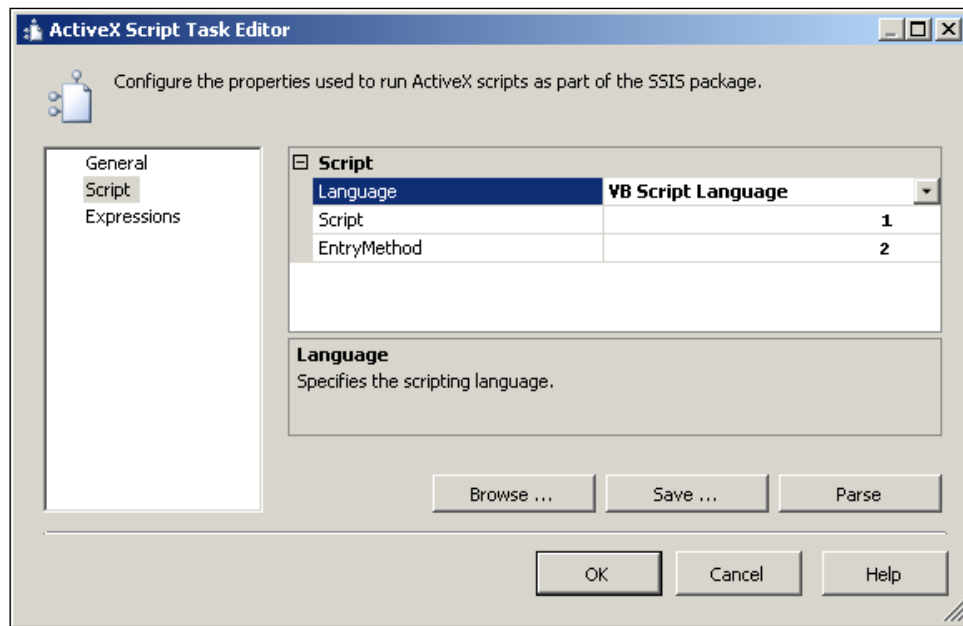 ActiveX Script Task Editor
Configure the properties used to run ActiveX scripts as part of the SSIS package.
General
Script
Expressions
Script
Language VB Script Language
Script 1
EntryMethod 2
Language
Specifies the scripting language.
Browse ... Save ... Parse
OK Cancel Help